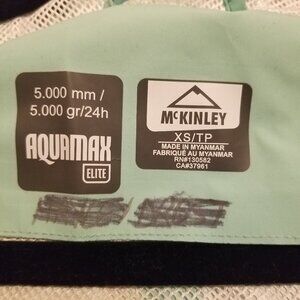 5.000 mm /
5.000 gr/24h
AQUAMAX
ELITE
McKINLEY
XS/TP
MADE IN MYANMAR
FABRIQUÉ AU MYANMAR
RN#130582
CA#37961